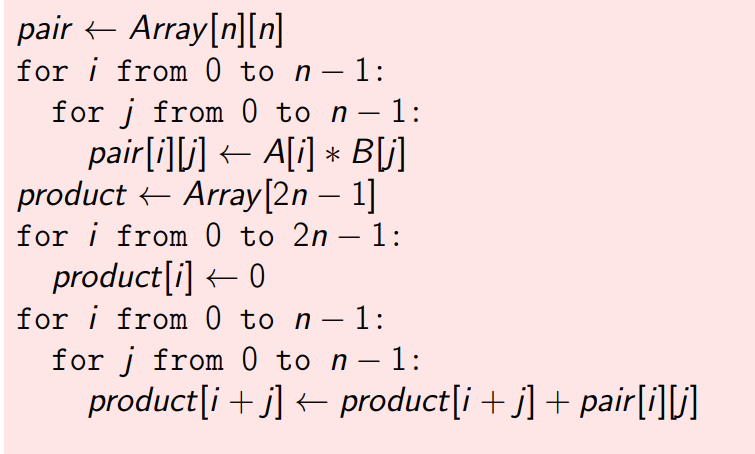 pair ← Array[n][n]
for i from 0 to n − 1:
for j from 0 to n − 1:
pair[i][j] ← A[i] ∗ B[j]
product ← Array[2n − 1]
for i from 0 to 2n − 1:
product[i] ← 0
for i from 0 to n − 1:
for j from 0 to n − 1:
product[i + j] ← product[i + j] + pair[i][j]